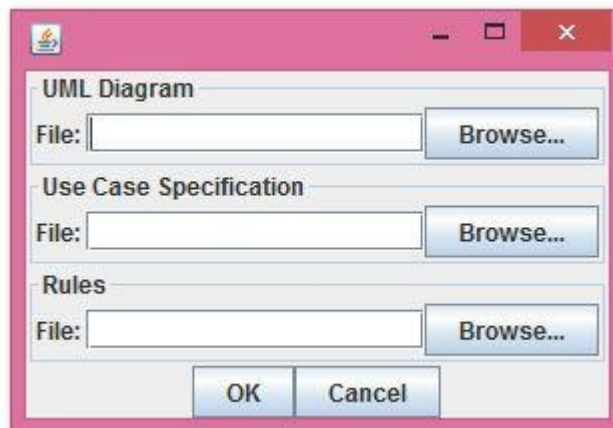 UML Diagram
File: Browse...
Use Case Specification
File: Browse...
Rules
File: Browse...
OK Cancel